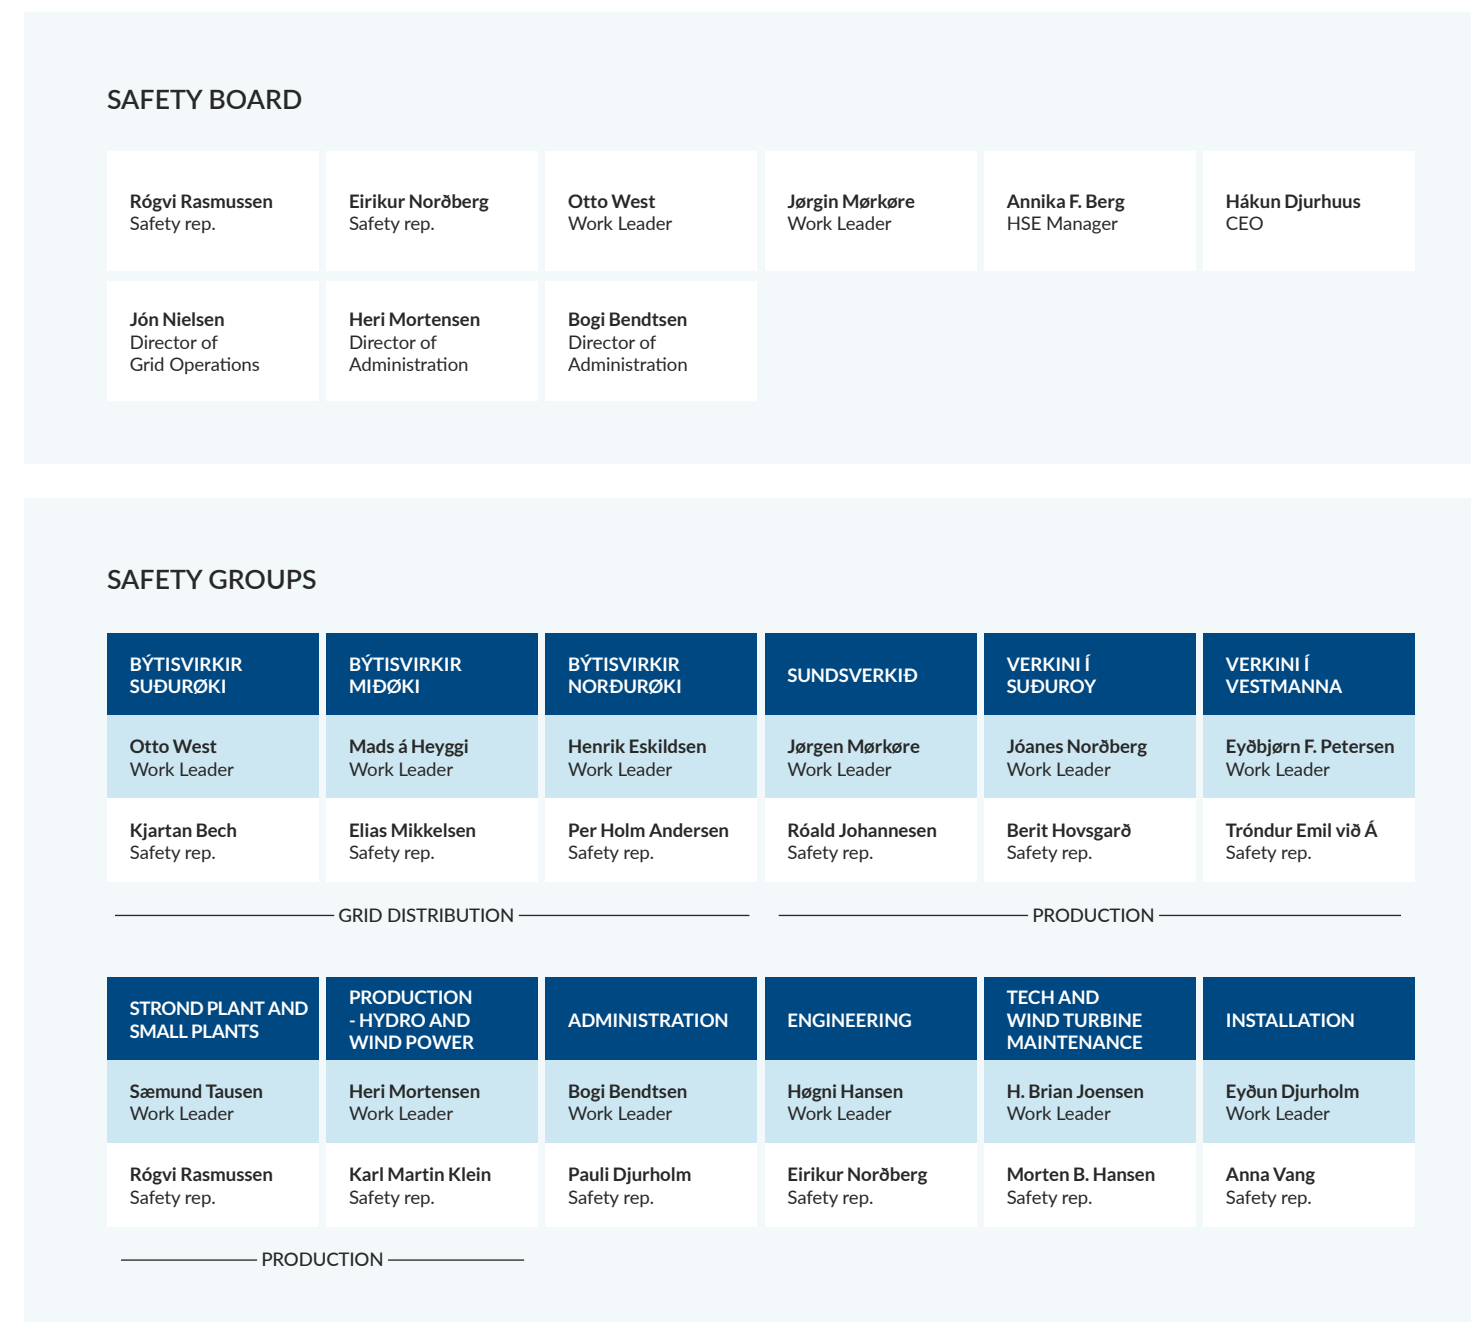 SAFETY BOARD
Rógvi Rasmussen
Safety rep.
Eirikur Norðberg
Safety rep.
Otto West
Work Leader
Jørgin Mørkøre
Work Leader
Annika F. Berg
HSE Manager
Hákun Djurhuus
CEO
Jón Nielsen
Director of
Grid Operations
Heri Mortensen
Director of
Administration
Bogi Bendtsen
Director of
Administration
SAFETY GROUPS
BÝTISVIRKIR
SUÐURØKI
Otto West
Work Leader
Kjartan Bech
Safety rep.
BÝTISVIRKIR
MIÐØKI
Mads á Heyggi
Work Leader
Elias Mikkelsen
Safety rep.
BÝTISVIRKIR
NORÐURØKI
Henrik Eskildsen
Work Leader
Per Holm Andersen
Safety rep.
SUNDSVERKIÐ
Jørgen Mørkøre
Work Leader
Róald Johannesen
Safety rep.
VERKINI Í
SUÐUROY
Jóanes Norðberg
Work Leader
Berit Hovsgarð
Safety rep.
VERKINI Í
VESTMANNA
Eyðbjørn F. Petersen
Work Leader
Tróndur Emil við Á
Safety rep.
GRID DISTRIBUTION
PRODUCTION
STROND PLANT AND
SMALL PLANTS
Sæmund Tausen
Work Leader
Rógvi Rasmussen
Safety rep.
PRODUCTION
- HYDRO AND
WIND POWER
Heri Mortensen
Work Leader
Karl Martin Klein
Safety rep.
ADMINISTRATION
Bogi Bendtsen
Work Leader
Pauli Djurholm
Safety rep.
ENGINEERING
Høgni Hansen
Work Leader
Eirikur Norðberg
Safety rep.
TECH AND
WIND TURBINE
MAINTENANCE
H. Brian Joensen
Work Leader
Morten B. Hansen
Safety rep.
INSTALLATION
Eyðun Djurholm
Work Leader
Anna Vang
Safety rep.
PRODUCTION